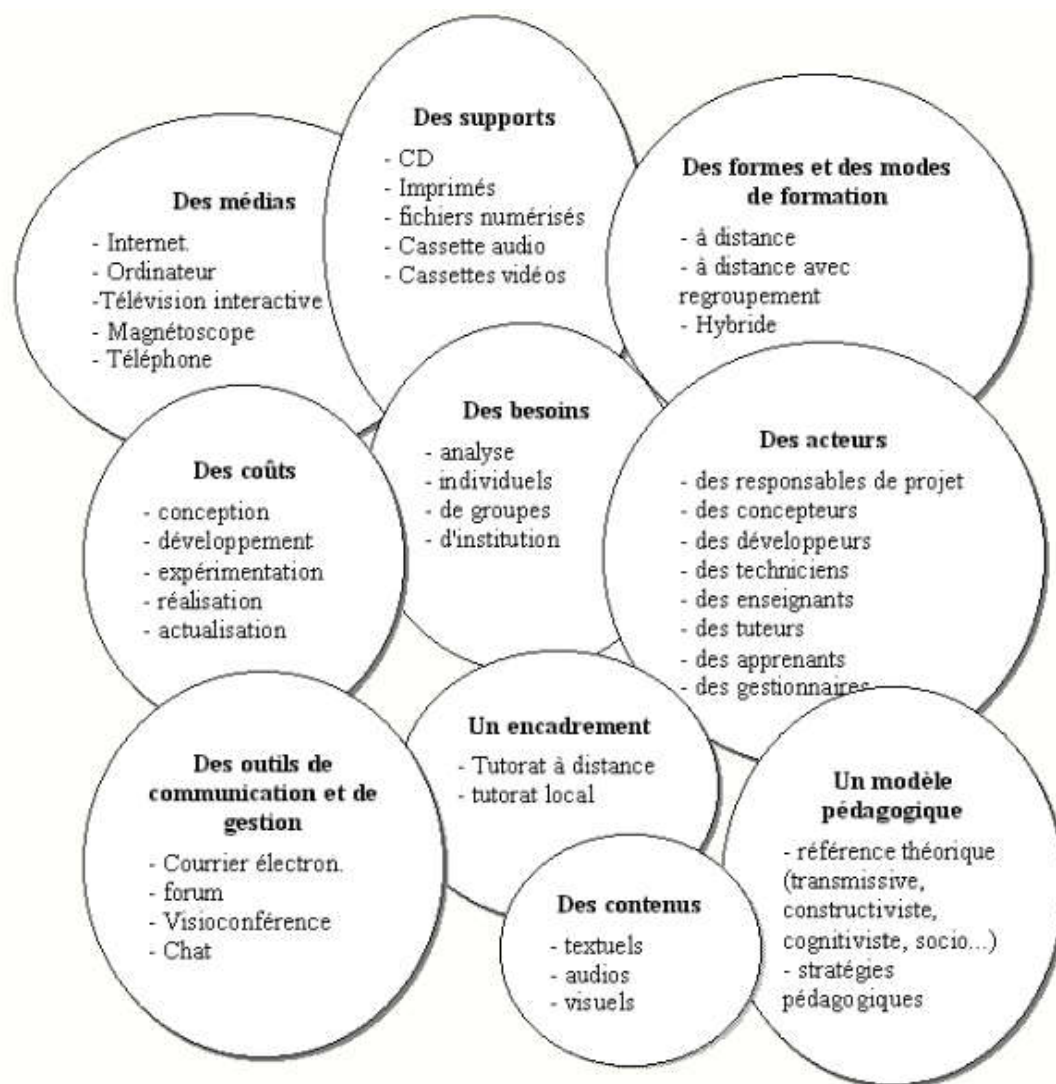 Des supports
- CD
- Imprimés
- fichiers numérisés
- Cassette audio
- Cassettes vidéos
Des médias
- Internet.
- Ordinateur
-Télévision interactive
- Magnétoscope
- Téléphone
Des formes et des modes
de formation
- à distance
- à distance avec
regroupement
- Hybride
Des besoins
- analyse
- individuels
- de groupes
- d'institution
Des acteurs
- des responsables de projet
- des concepteurs
- des développeurs
- des techniciens
- des enseignants
- des tuteurs
- des apprenants
- des gestionnaires
Des coûts
- conception
- développement
- expérimentation
- réalisation
- actualisation
Un encadrement
- Tutorat à distance
- tutorat local
Des outils de
communication et de
gestion
- Courrier électron.
- forum
- Visioconférence
- Chat
Un modèle
pédagogique
- référence théorique
(transmissive,
constructiviste,
cognitiviste, socio...)
- stratégies
pédagogiques
Des contenus
- textuels
- audios
- visuels